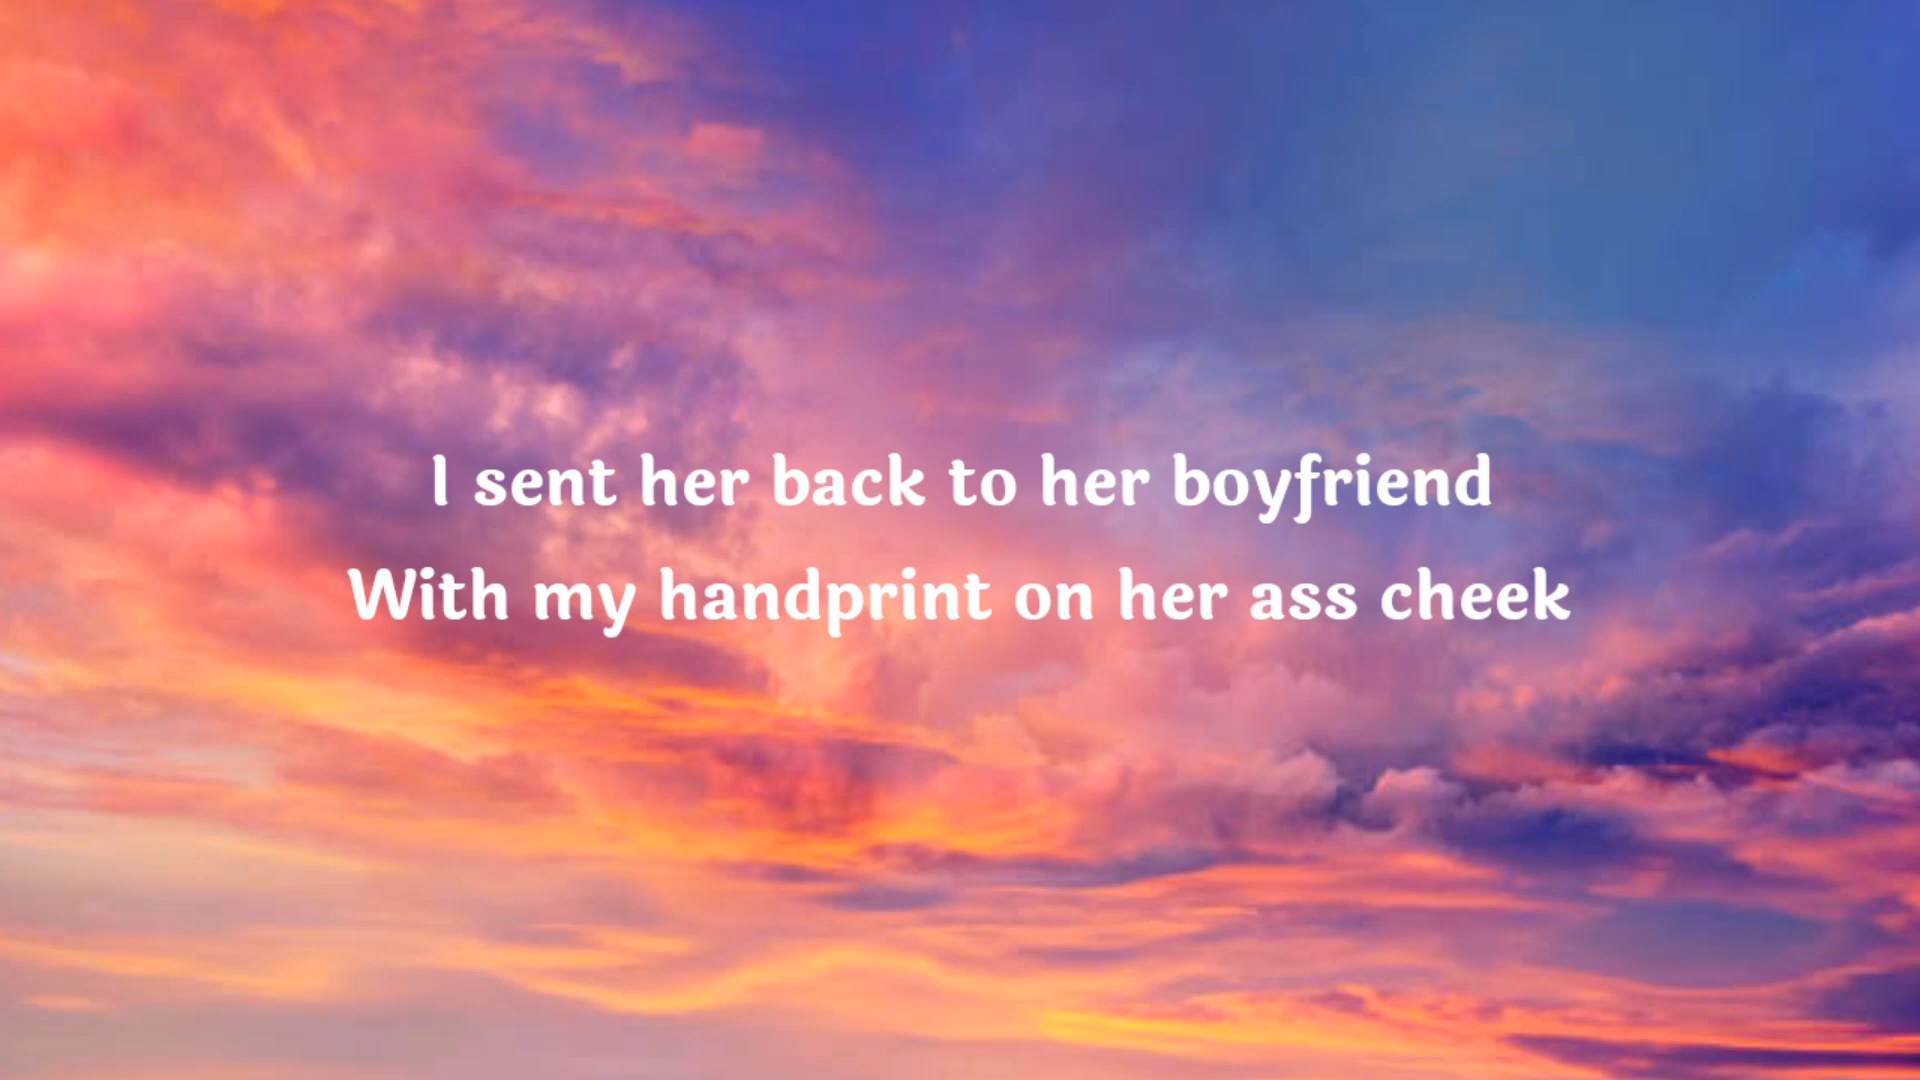 I sent her back to her boyfriend
With my handprint on her ass cheek